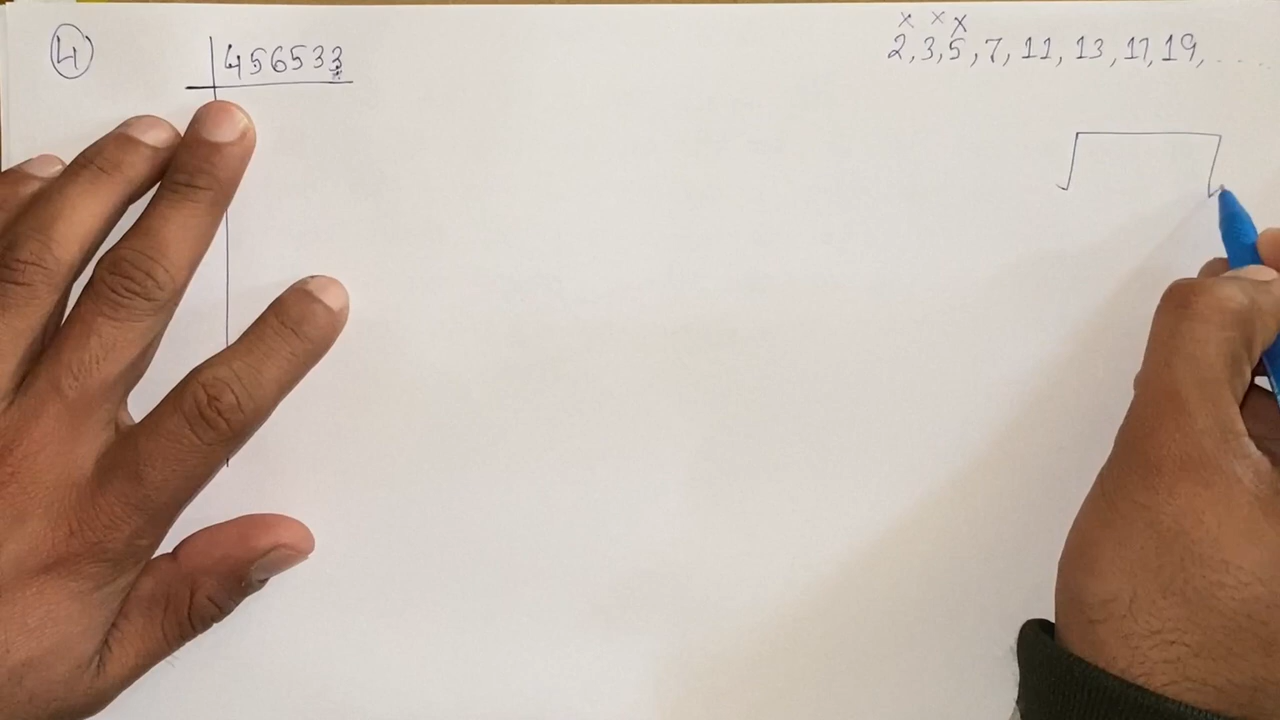 4
456533
x x x
2,3,5,7,11,13,17,19,....